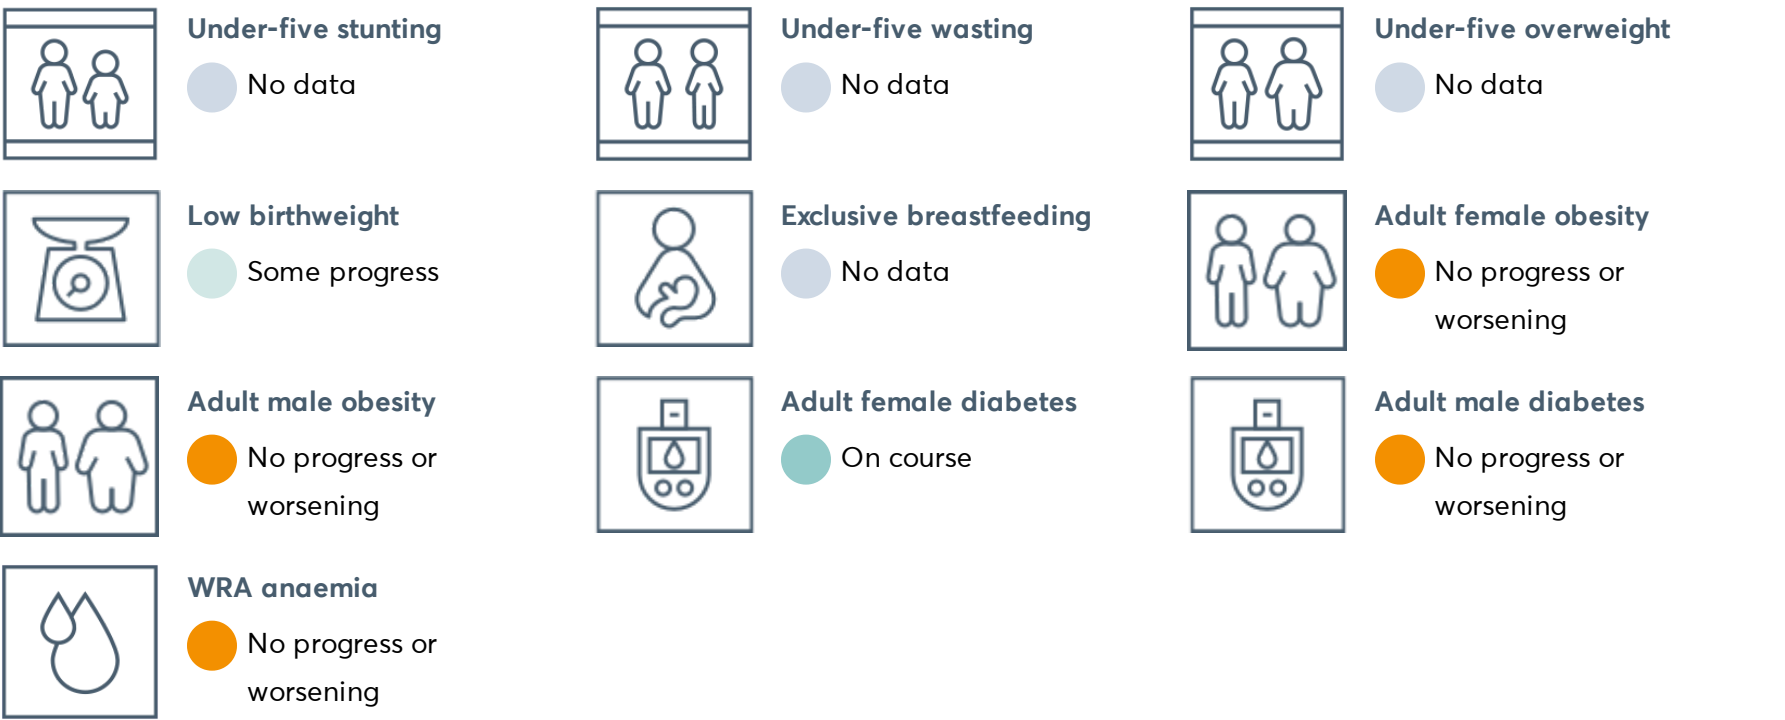 Under-five stunting
No data
Under-five wasting
No data
Under-five overweight
No data
Low birthweight
Some progress
Exclusive breastfeeding
No data
Adult female obesity
No progress or
worsening
Adult male obesity
No progress or
worsening
Adult female diabetes
On course
Adult male diabetes
No progress or
worsening
WRA anaemia
No progress or
worsening